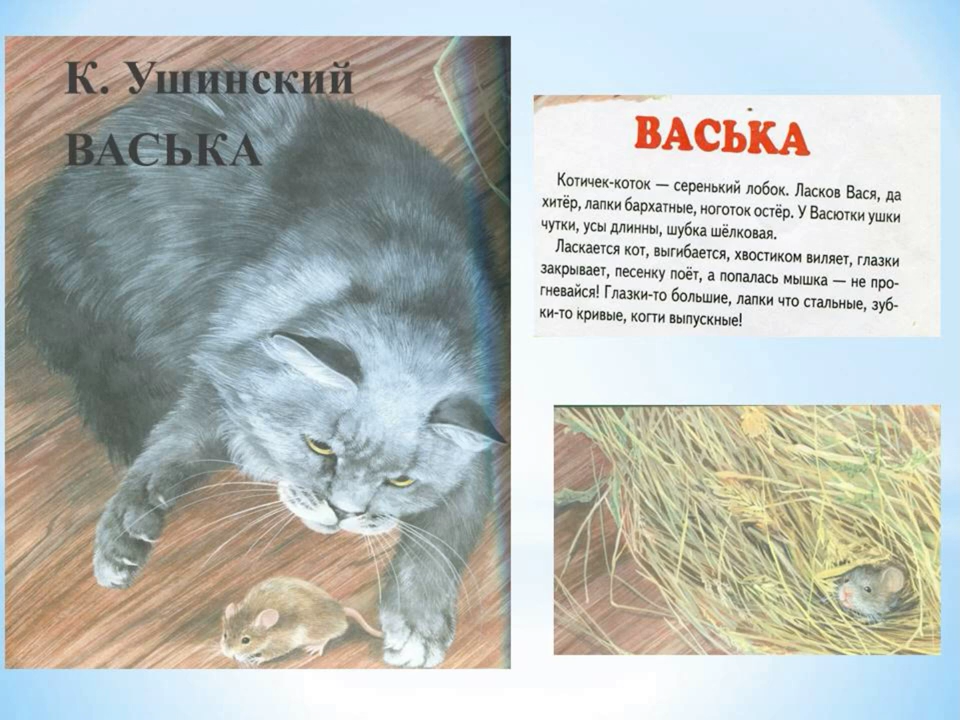 К. Ушинский
ВАСЬКА
ВАСЬКА
Котичек-коток — серенький лобок. Ласков Вася, да
хитёр, лапки бархатные, ноготок остёр. У Васютки ушки
чутки, усы длинны, шубка шёлковая.
Ласкается кот, выгибается, хвостиком виляет, глазки
закрывает, песенку поёт, а попалась мышка — не про-
гневайся! Глазки-то большие, лапки что стальные, зуб-
ки-то кривые, когти выпускные!